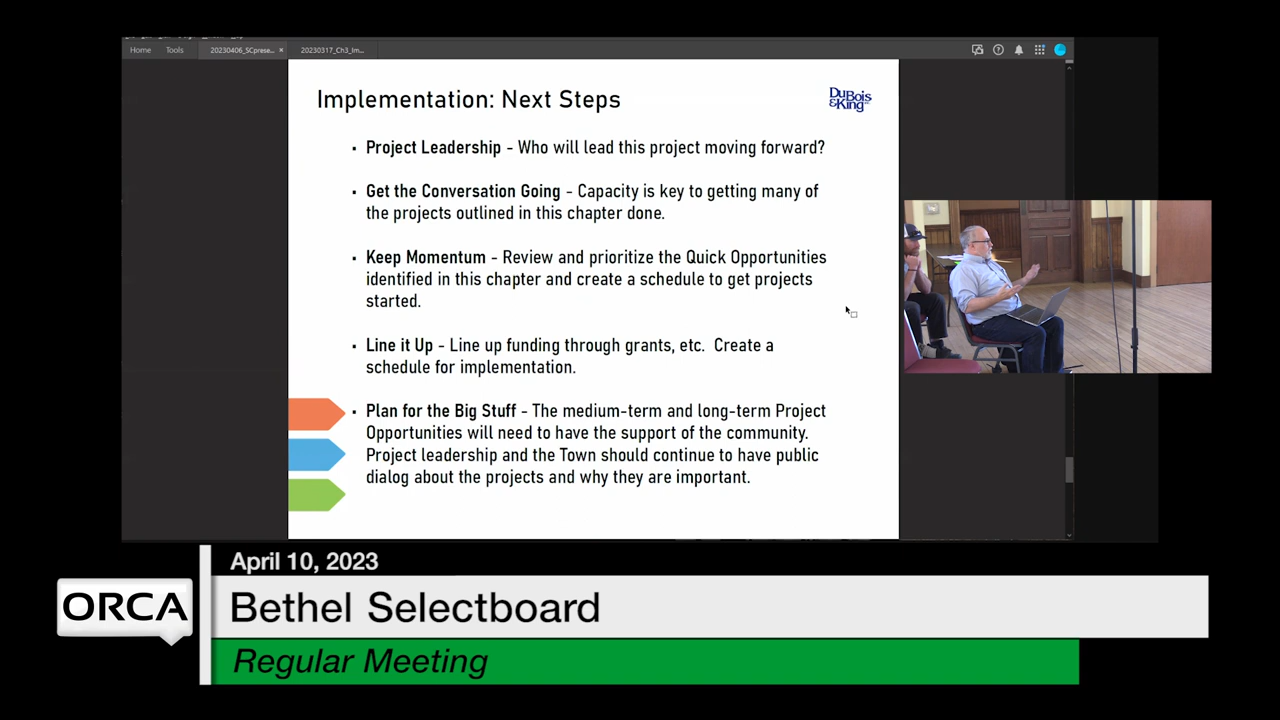 Home Tools 20230406_SCprese... × 20230317_Ch3_Im...
Implementation: Next Steps
DuBois
&King
▪ Project Leadership - Who will lead this project moving forward?
▪ Get the Conversation Going - Capacity is key to getting many of
the projects outlined in this chapter done.
▪ Keep Momentum - Review and prioritize the Quick Opportunities
identified in this chapter and create a schedule to get projects
started.
▪ Line it Up - Line up funding through grants, etc. Create a
schedule for implementation.
▪ Plan for the Big Stuff - The medium-term and long-term Project
Opportunities will need to have the support of the community.
Project leadership and the Town should continue to have public
dialog about the projects and why they are important.
April 10, 2023
ORCA
Bethel Selectboard
Regular Meeting